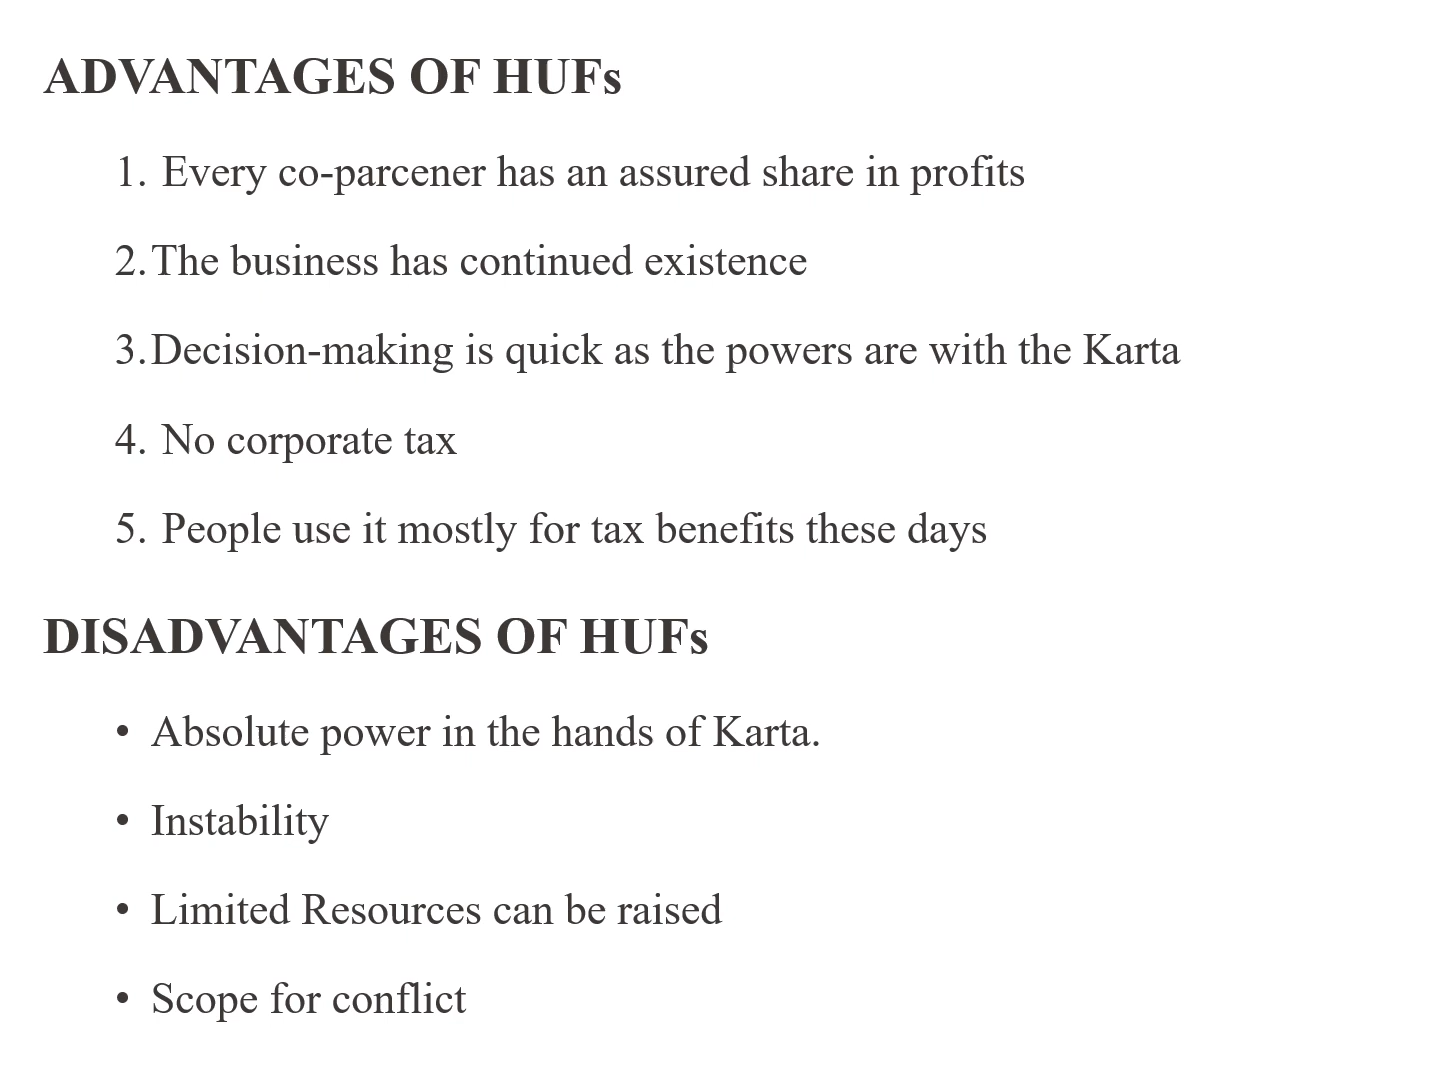 ADVANTAGES OF HUFs
1. Every co-parcener has an assured share in profits
2. The business has continued existence
3. Decision-making is quick as the powers are with the Karta
4. No corporate tax
5. People use it mostly for tax benefits these days
DISADVANTAGES OF HUFs
• Absolute power in the hands of Karta.
• Instability
• Limited Resources can be raised
• Scope for conflict